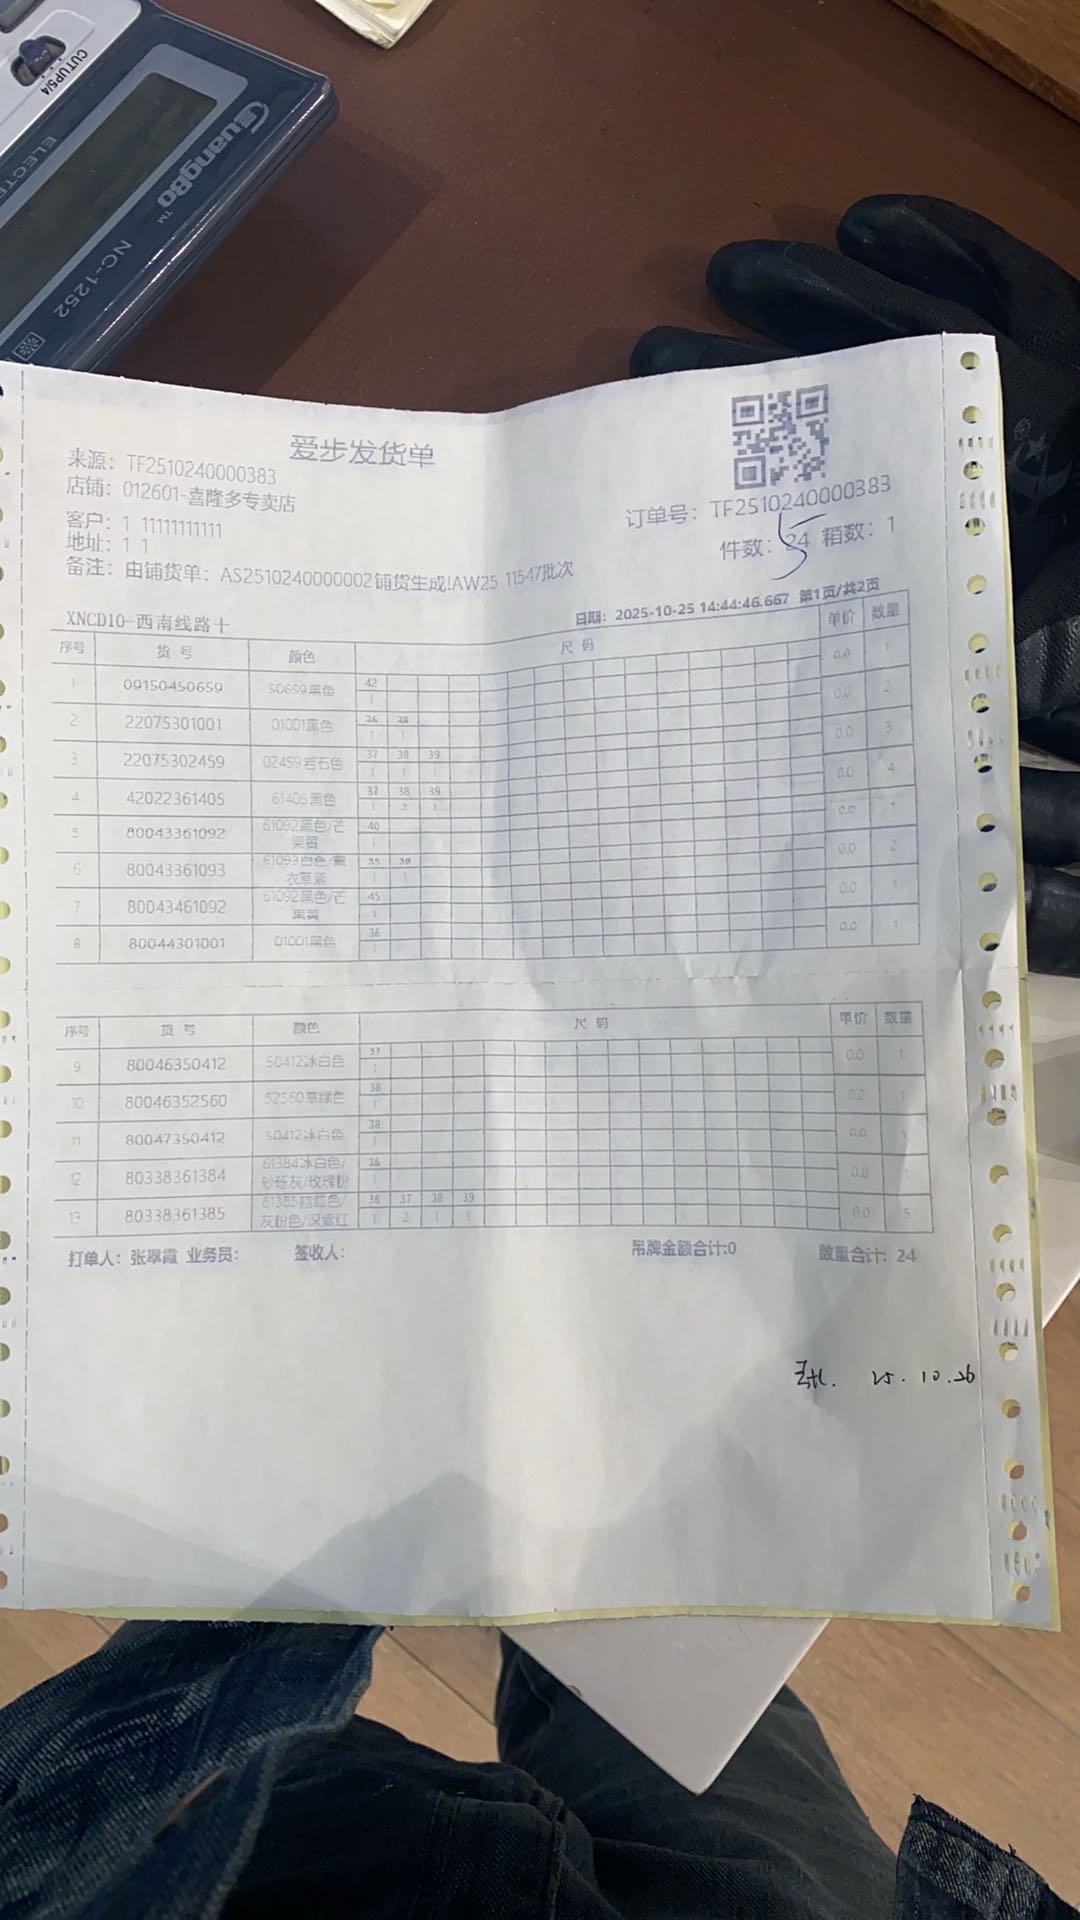 CUT UP5/4
GuangBo™
ELECTR
NC-1252
爱步发货单
来源：TF2510240000383
店铺：012601-喜隆多专卖店
订单号：TF2510240000383
客户：1 11111111111
件数：24 箱数：1
地址：1 1
备注：由铺货单：AS2510240000002铺货生成!AW25 11547批次
XNCD10-西南线路十
日期：2025-10-25 14:44:46.667 第1页/共2页
序号 货 号 颜色 尺 码 单价 数量
1 09150450659 50659黑色 42 1 0.0 1
2 22075301001 01001黑色 36 38 1 1 0.0 2
3 22075302459 02459岩石色 37 38 39 1 1 1 0.0 3
4 42022361405 61405黑色 37 38 39 1 2 1 0.0 4
5 80043361092 61092黑色/芒果黄 40 1 0.0 1
6 80043361093 61093白色/薰衣草紫 35 1 1 0.0 2
7 80043461092 61092黑色/芒果黄 45 1 0.0 1
8 80044301001 01001黑色 36 1 0.0 1
序号 货 号 颜色 尺 码 单价 数量
9 80046350412 50412冰白色 37 1 0.0 1
10 80046352560 52560草绿色 38 1 0.0 1
11 80047350412 50412冰白色 38 1 0.0 1
12 80338361384 61384冰白色/砂砾灰/玫瑰粉 36 1 0.0 1
13 80338361385 61385 红色/灰粉色/深紫红 36 37 38 39 1 2 1 1 0.0 5
打单人：张翠霞 业务员： 签收人： 吊牌金额合计:0 数量合计：24
25.10.26